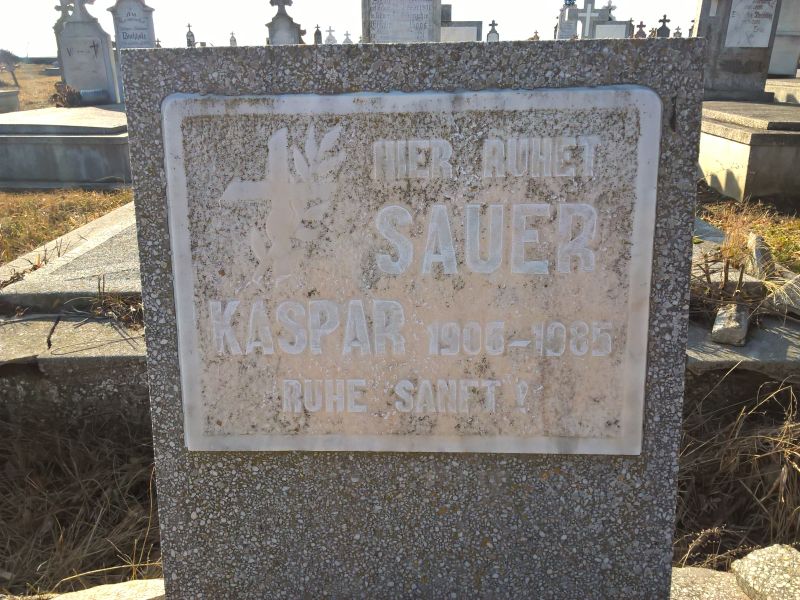 HIER RUHET
SAUER
KASPAR 1906-1985
RUHE SANFT!